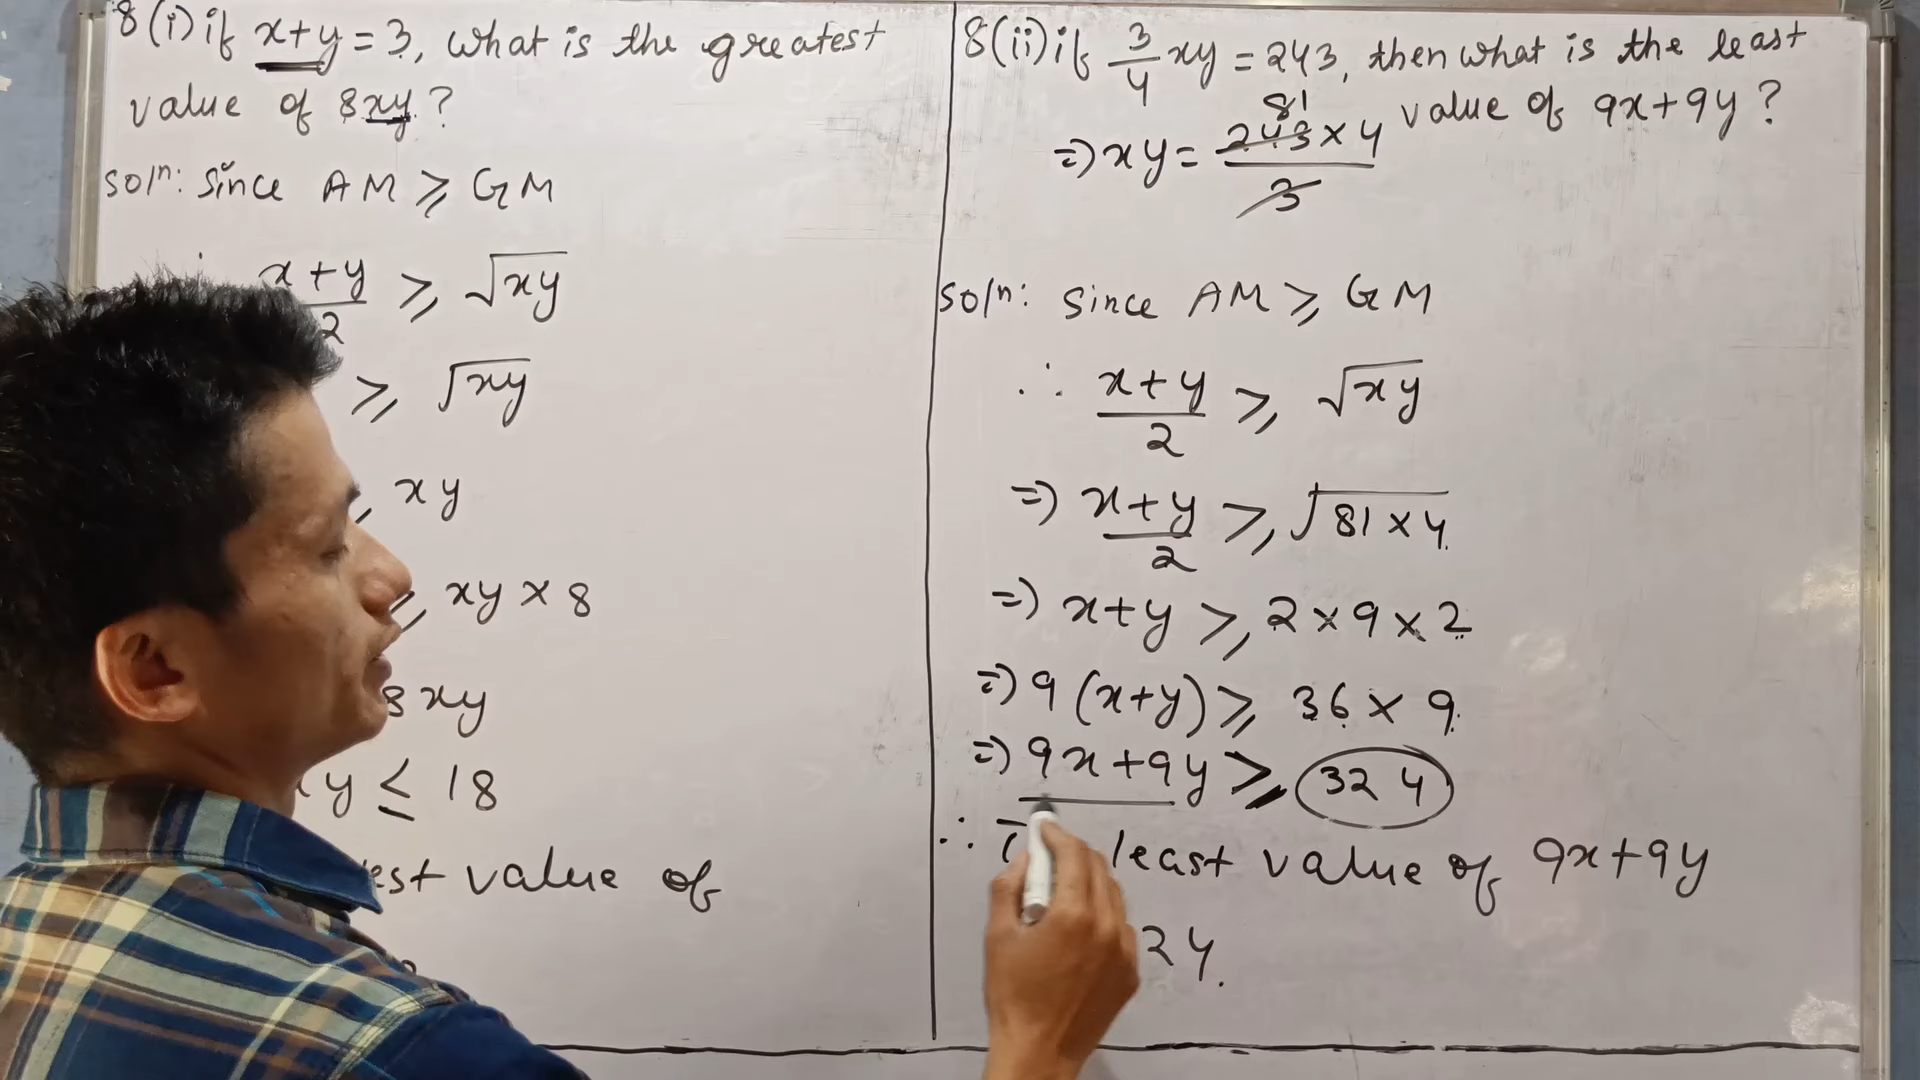 8(i) if x+y=3, what is the greatest
value of 8xy?
Soln: Since AM ⩾ GM
x+y/2 ⩾ √xy
⩾ √xy
xy
⩾ xy × 8
8xy
y ≤ 18
est value of
8(ii) if 3/4 xy = 243, then what is the least
value of 9x+9y?
81
⇒ xy = 243×4/3
Soln: Since AM ⩾ GM
∴ x+y/2 ⩾ √xy
⇒ x+y/2 ⩾ √81×4
⇒ x+y ⩾ 2×9×2
⇒ 9(x+y) ⩾ 36×9
⇒ 9x+9y ⩾ 324
∴ least value of 9x+9y
24.